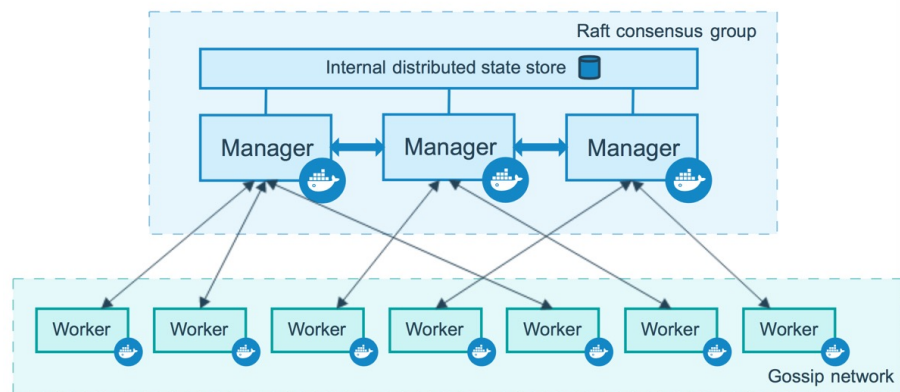 Raft consensus group
Internal distributed state store
Manager
Manager
Manager
Worker
Worker
Worker
Worker
Worker
Worker
Worker
Gossip network